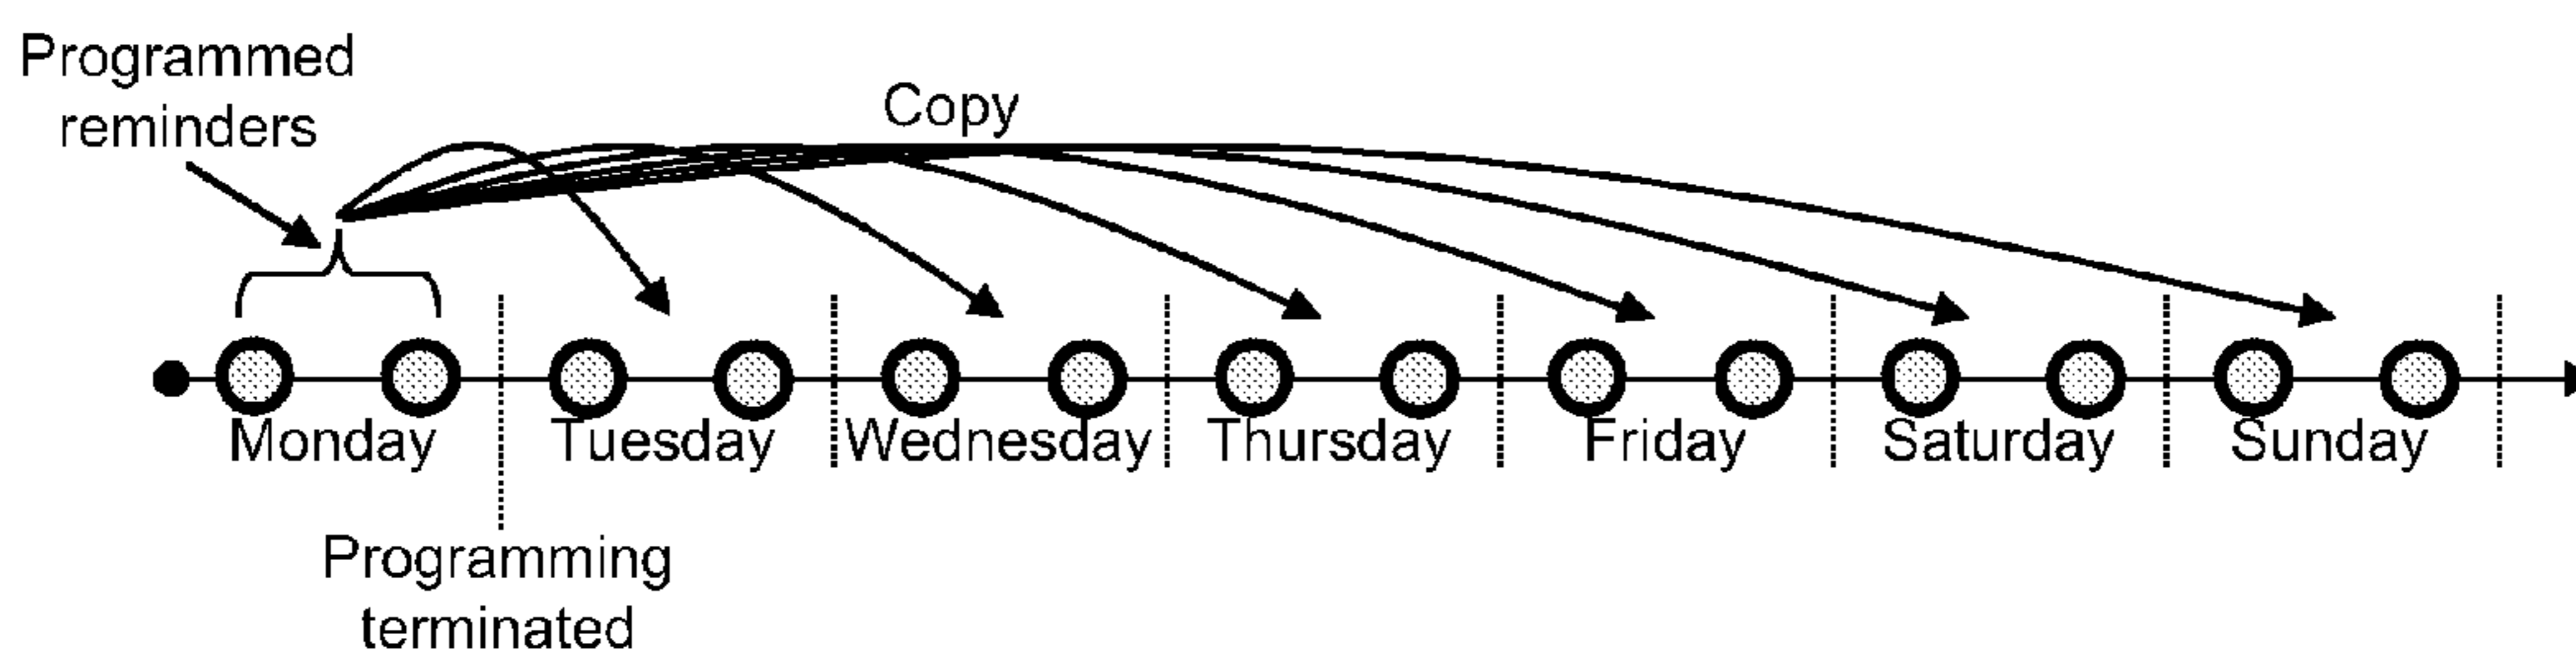 Programmed
reminders
Copy
Monday
Tuesday
Wednesday
Thursday
Friday
Saturday
Sunday
Programming
terminated